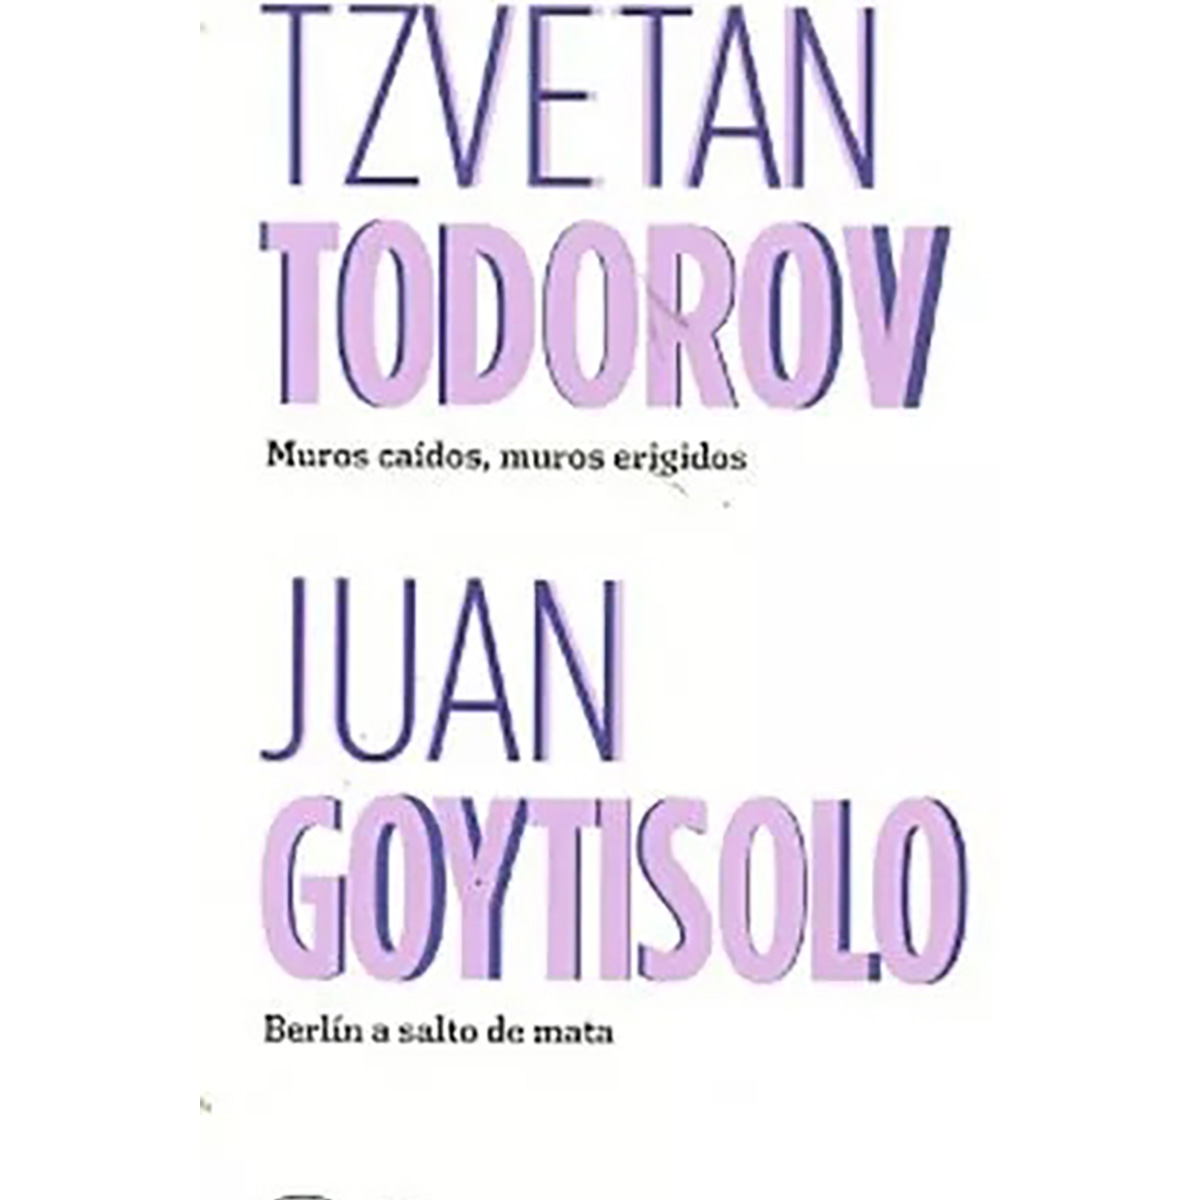 TZVETAN
TODOROV
Muros caídos, muros erigidos
JUAN
GOYTISOLO
Berlín a salto de mata